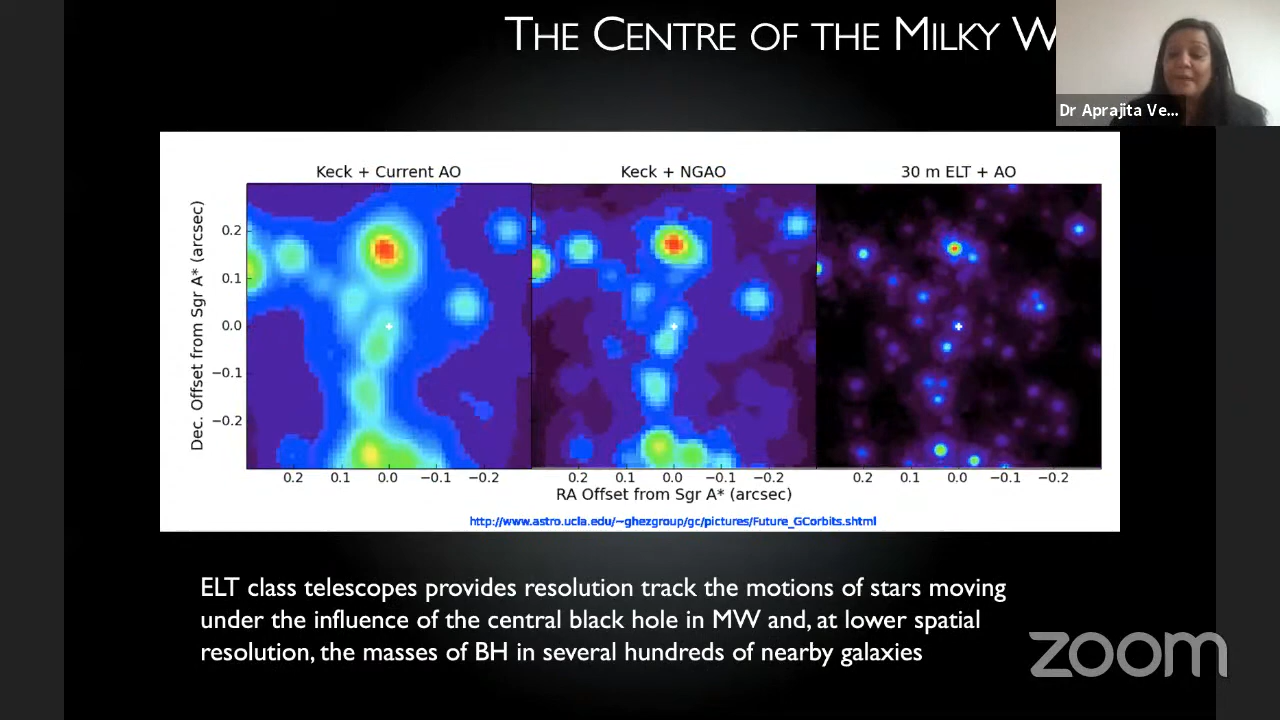 THE CENTRE OF THE MILKY W
Dr Aprajita Ve...
Keck + Current AO
Keck + NGAO
30 m ELT + AO
Dec. Offset from Sgr A* (arcsec)
0.2
0.1
0.0
−0.1
−0.2
0.2 0.1 0.0 −0.1 −0.2
0.2 0.1 0.0 −0.1 −0.2
0.2 0.1 0.0 −0.1 −0.2
RA Offset from Sgr A* (arcsec)
http://www.astro.ucla.edu/~ghezgroup/gc/pictures/Future_GCorbits.shtml
ELT class telescopes provides resolution track the motions of stars moving
under the influence of the central black hole in MW and, at lower spatial
resolution, the masses of BH in several hundreds of nearby galaxies
zoom